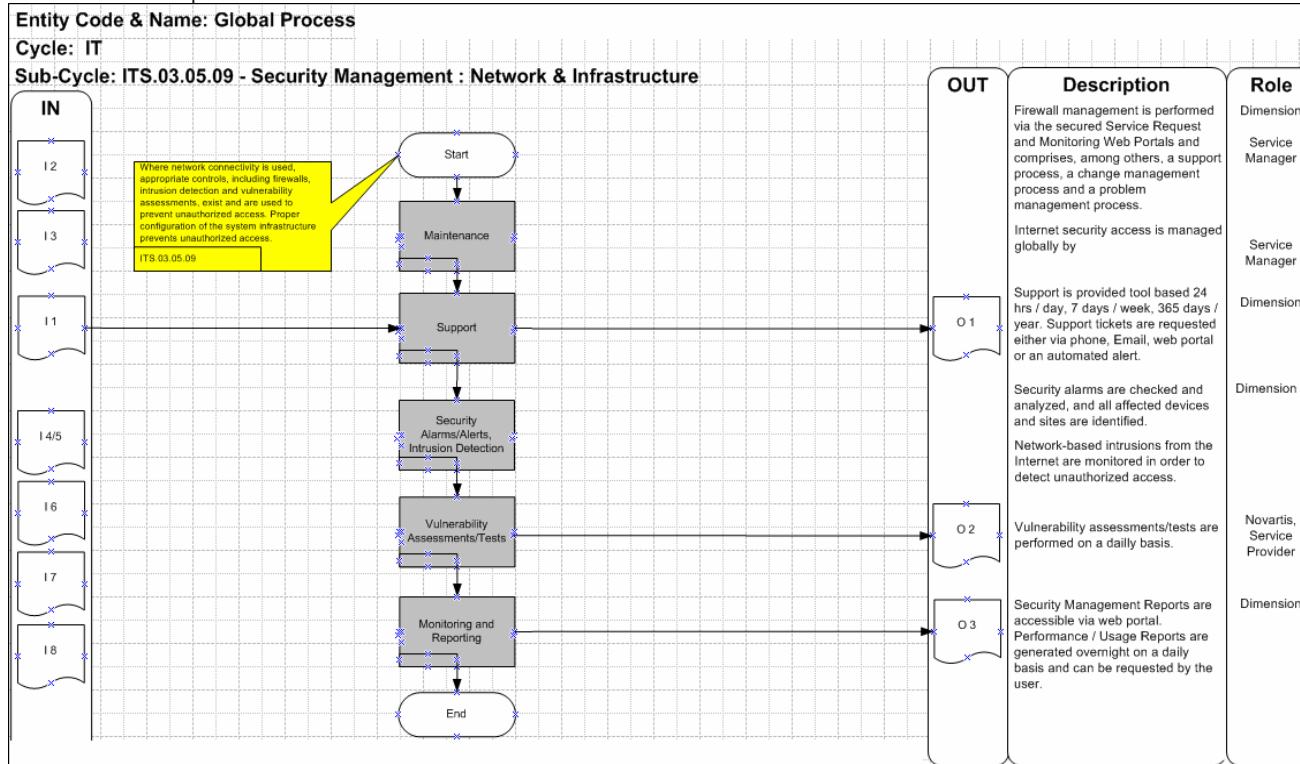 Entity Code & Name: Global Process
Cycle: IT
Sub-Cycle: ITS.03.05.09 - Security Management : Network & Infrastructure
IN
I 2
I 3
I 1
I 4/5
I 6
I 7
I 8
Where network connectivity is used,
appropriate controls, including firewalls,
intrusion detection and vulnerability
assessments, exist and are used to
prevent unauthorized access. Proper
configuration of the system infrastructure
prevents unauthorized access.
ITS.03.05.09
Start
Maintenance
Support
Security
Alarms/Alerts,
Intrusion Detection
Vulnerability
Assessments/Tests
Monitoring and
Reporting
End
OUT
O 1
O 2
O 3
Description
Firewall management is performed
via the secured Service Request
and Monitoring Web Portals and
comprises, among others, a support
process, a change management
process and a problem
management process.
Internet security access is managed
globally by
Support is provided tool based 24
hrs / day, 7 days / week, 365 days /
year. Support tickets are requested
either via phone, Email, web portal
or an automated alert.
Security alarms are checked and
analyzed, and all affected devices
and sites are identified.
Network-based intrusions from the
Internet are monitored in order to
detect unauthorized access.
Vulnerability assessments/tests are
performed on a dailly basis.
Security Management Reports are
accessible via web portal.
Performance / Usage Reports are
generated overnight on a daily
basis and can be requested by the
user.
Role
Dimension
Service
Manager
Service
Manager
Dimension
Dimension
Novartis,
Service
Provider
Dimension